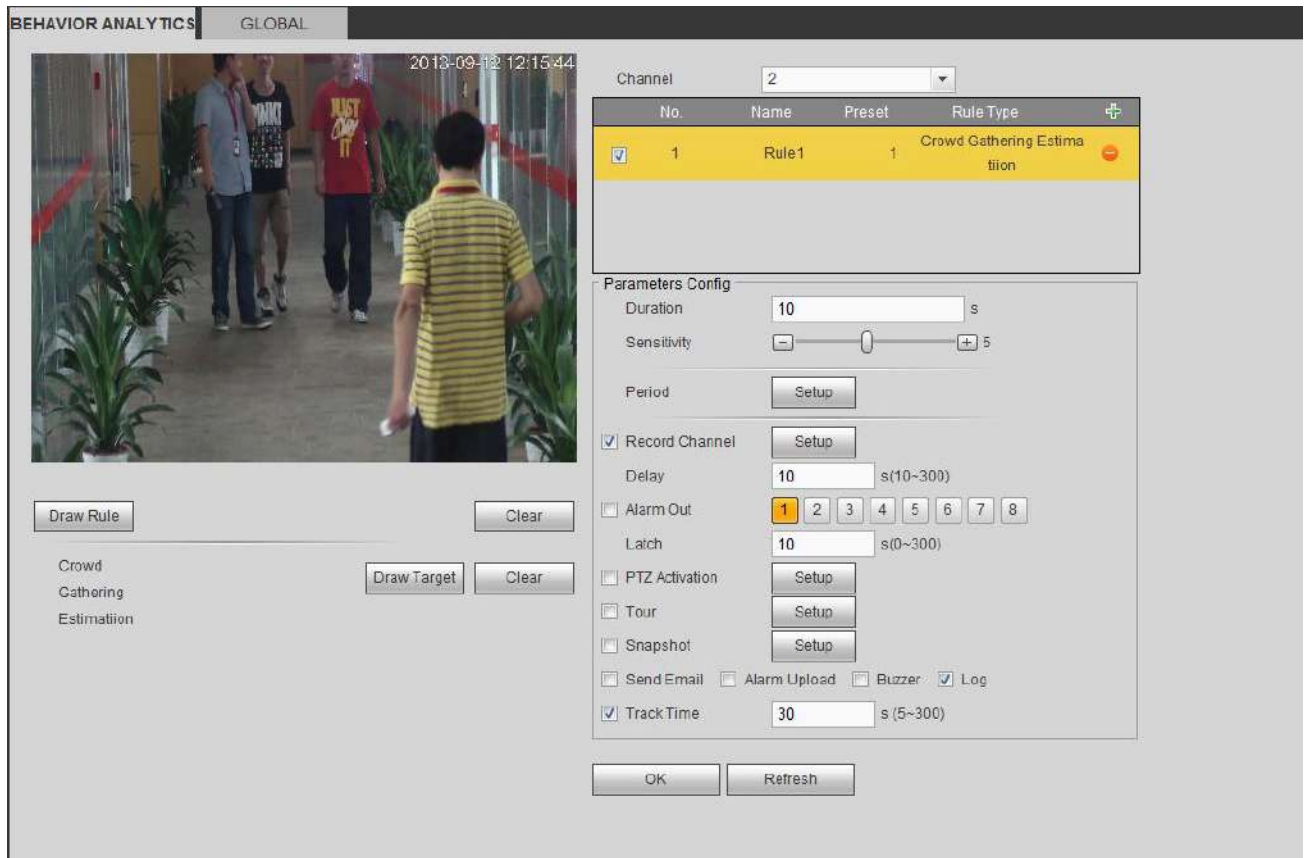 BEHAVIOR ANALYTICS
GLOBAL
2013-09-12 12:15:44
JUST
IT
Draw Rule
Clear
Crowd
Gathering
Estimatiion
Draw Target
Clear
Channel 2
No. Name Preset Rule Type
1 Rule1 1 Crowd Gathering Estima
tiion
Parameters Config
Duration 10 s
Sensitivity - + 5
Period Setup
Record Channel Setup
Delay 10 s(10~300)
Alarm Out 1 2 3 4 5 6 7 8
Latch 10 s(0~300)
PTZ Activation Setup
Tour Setup
Snapshot Setup
Send Email Alarm Upload Buzzer Log
Track Time 30 s (5~300)
OK Refresh